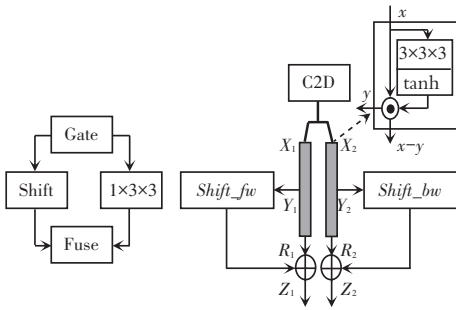 x
3×3×3
tanh
y
x−y
C2D
X₁
X₂
Gate
Shift
1×3×3
Fuse
Shift_fw
Y₁
Y₂
Shift_bw
R₁
R₂
Z₁
Z₂